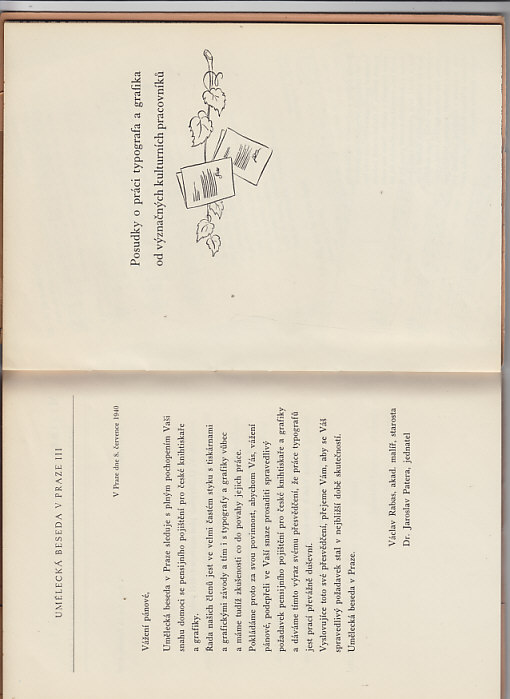 UMĚLECKÁ BESEDA V PRAZE III
V Praze dne 8. července 1940
Vážení pánové,
Umělecká beseda v Praze sleduje s plným pochopením Vaši
snahu domoci se pensijního pojištění pro české knihtiskaře
a grafiky.
Řada našich členů jest ve velmi častém styku s tiskárnami
a grafickými závody a tím i s typografy a grafiky vůbec
a máme tudíž zkušenosti co do povahy jejich práce.
Pokládáme proto za svou povinnost, abychom Vás, vážení
pánové, podepřeli ve Vaší snaze prosaditi spravedlivý
požadavek pensijního pojištění pro české knihtiskaře a grafiky
a dáváme tímto výraz svému přesvědčení, že práce typografů
jest prací převážně duševní.
Vyslovujíce toto své přesvědčení, přejeme Vám, aby se Váš
spravedlivý požadavek stal v nejbližší době skutečností.
Umělecká beseda v Praze.
Václav Rabas, akad. malíř, starosta
Dr. Jaroslav Patera, jednatel
Posudky o práci typografa a grafika
od význačných kulturních pracovníků